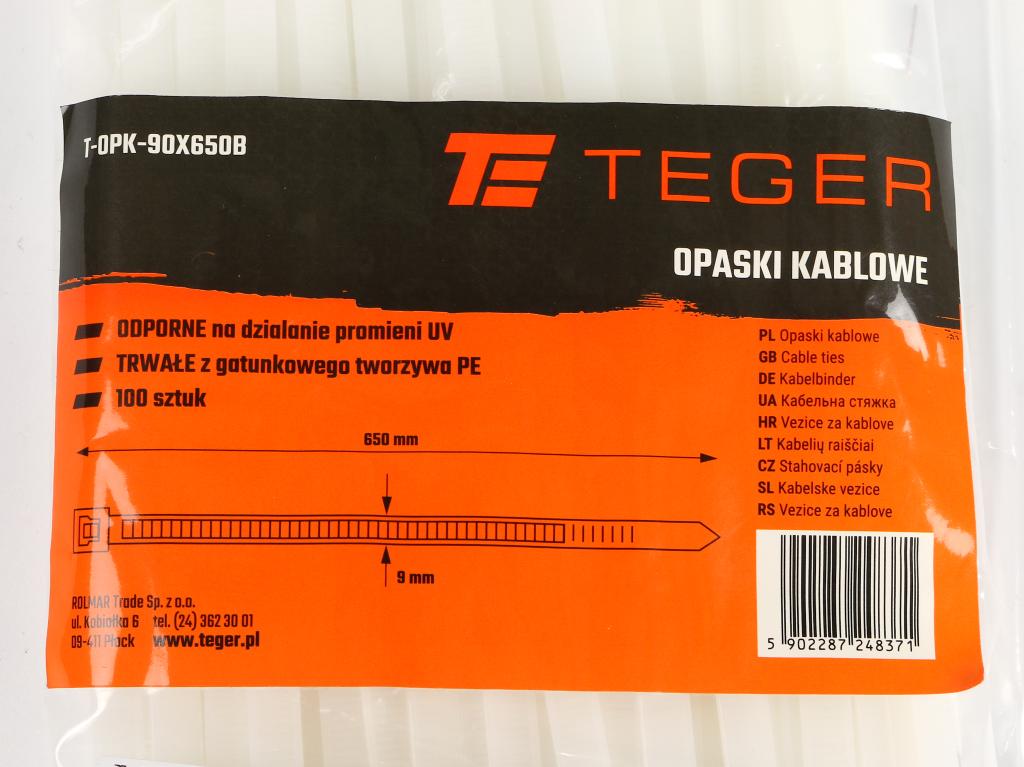 T-OPK-90X650B
TEGER
OPASKI KABLOWE
ODPORNE na dzialanie promieni UV
TRWAŁE z gatunkowego tworzywa PE
100 sztuk
650 mm
9 mm
PL Opaski kablowe
GB Cable ties
DE Kabelbinder
UA Кабельна стяжка
HR Vezice za kablove
LT Kabelių raiščiai
CZ Stahovací pásky
SL Kabelske vezice
RS Vezice za kablove
ROLMAR Trade Sp. z o.o.
ul. Kobiołka 6 tel. (24) 362 30 01
09-411 Płock www.teger.pl
5 902287 248371